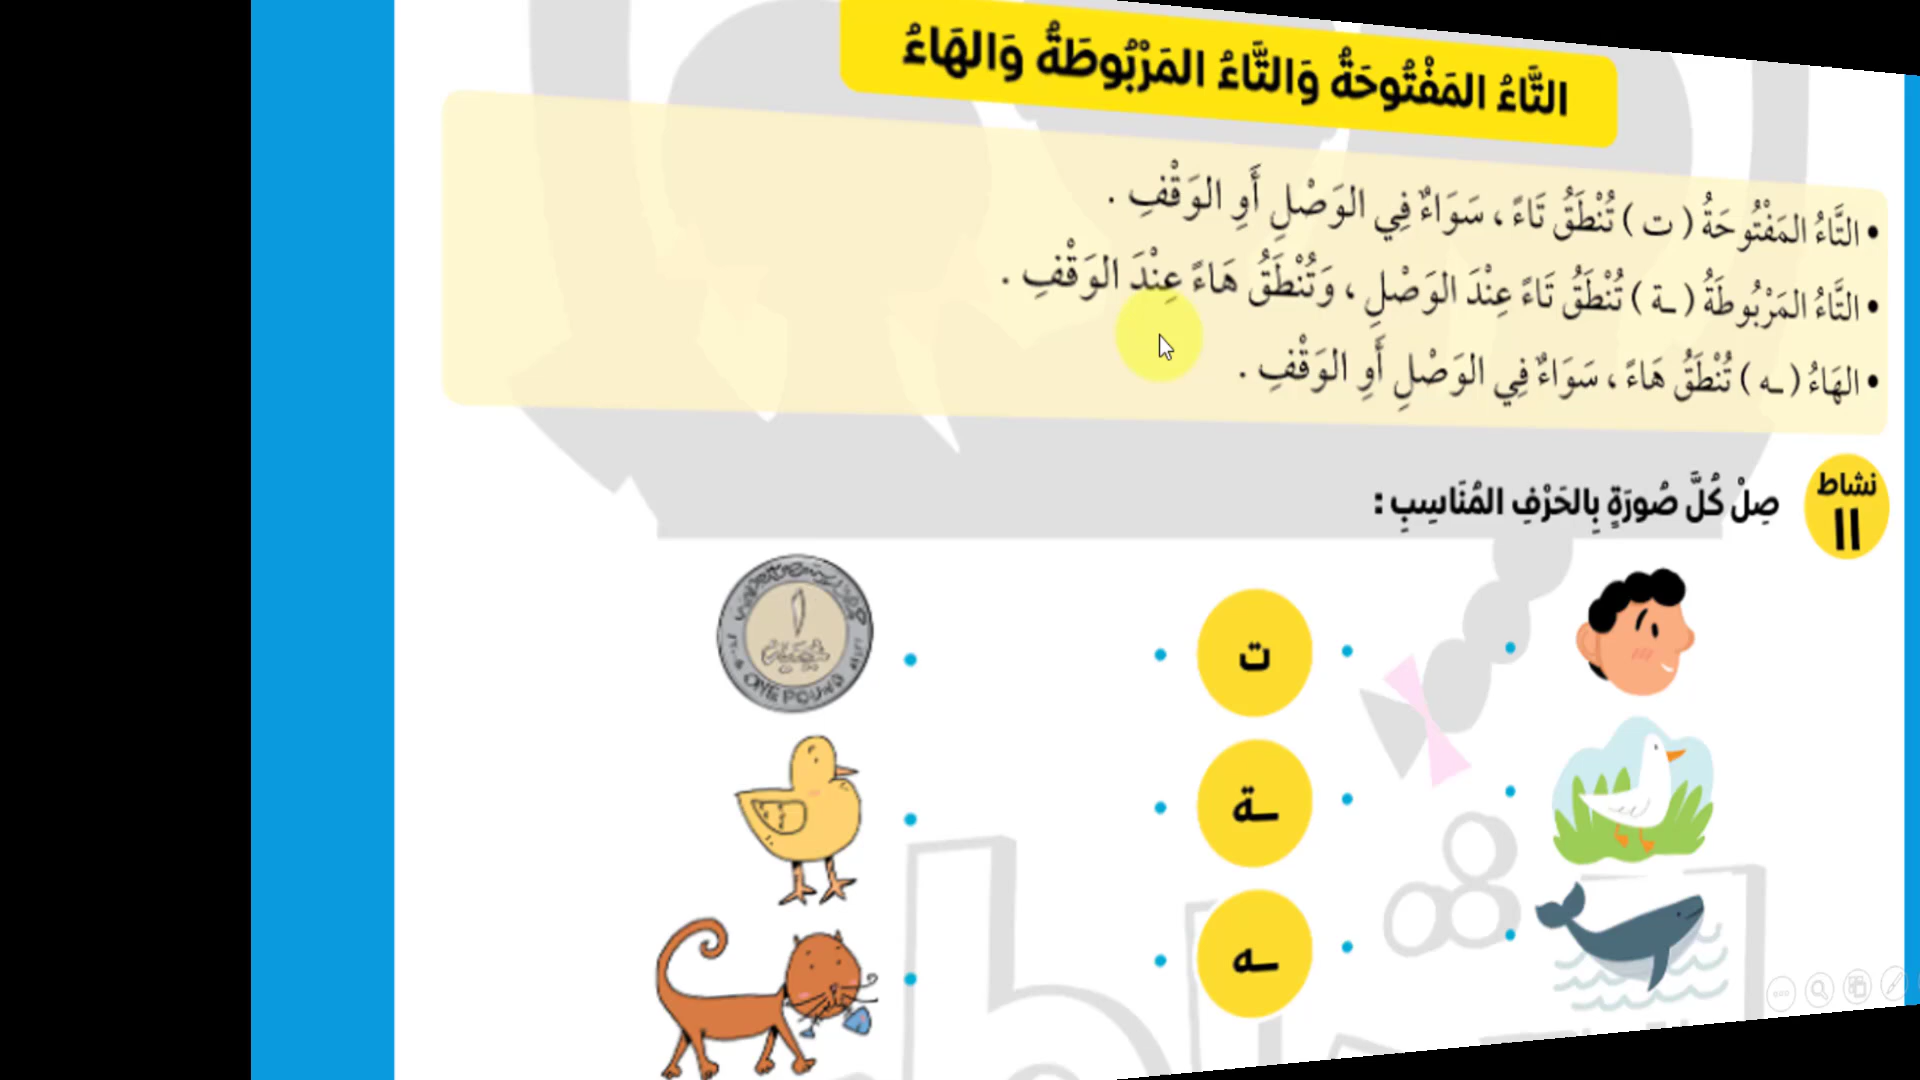 التَّاءُ المَفْتُوحَةُ وَالتَّاءُ المَرْبُوطَةُ وَالهَاءُ
• التَّاءُ المَفْتُوحَةُ ( ت ) تُنْطَقُ تَاءً ، سَوَاءٌ فِي الوَصْلِ أَوِ الوَقْفِ .
• التَّاءُ المَرْبُوطَةُ ( ـة ) تُنْطَقُ تَاءً عِنْدَ الوَصْلِ ، وَتُنْطَقُ هَاءً عِنْدَ الوَقْفِ .
• الهَاءُ ( ـه ) تُنْطَقُ هَاءً ، سَوَاءٌ فِي الوَصْلِ أَوِ الوَقْفِ .
نشاط
١١
صِلْ كُلَّ صُورَةٍ بِالحَرْفِ المُنَاسِبِ :
ت
ـة
ـه
١
ONE POUND